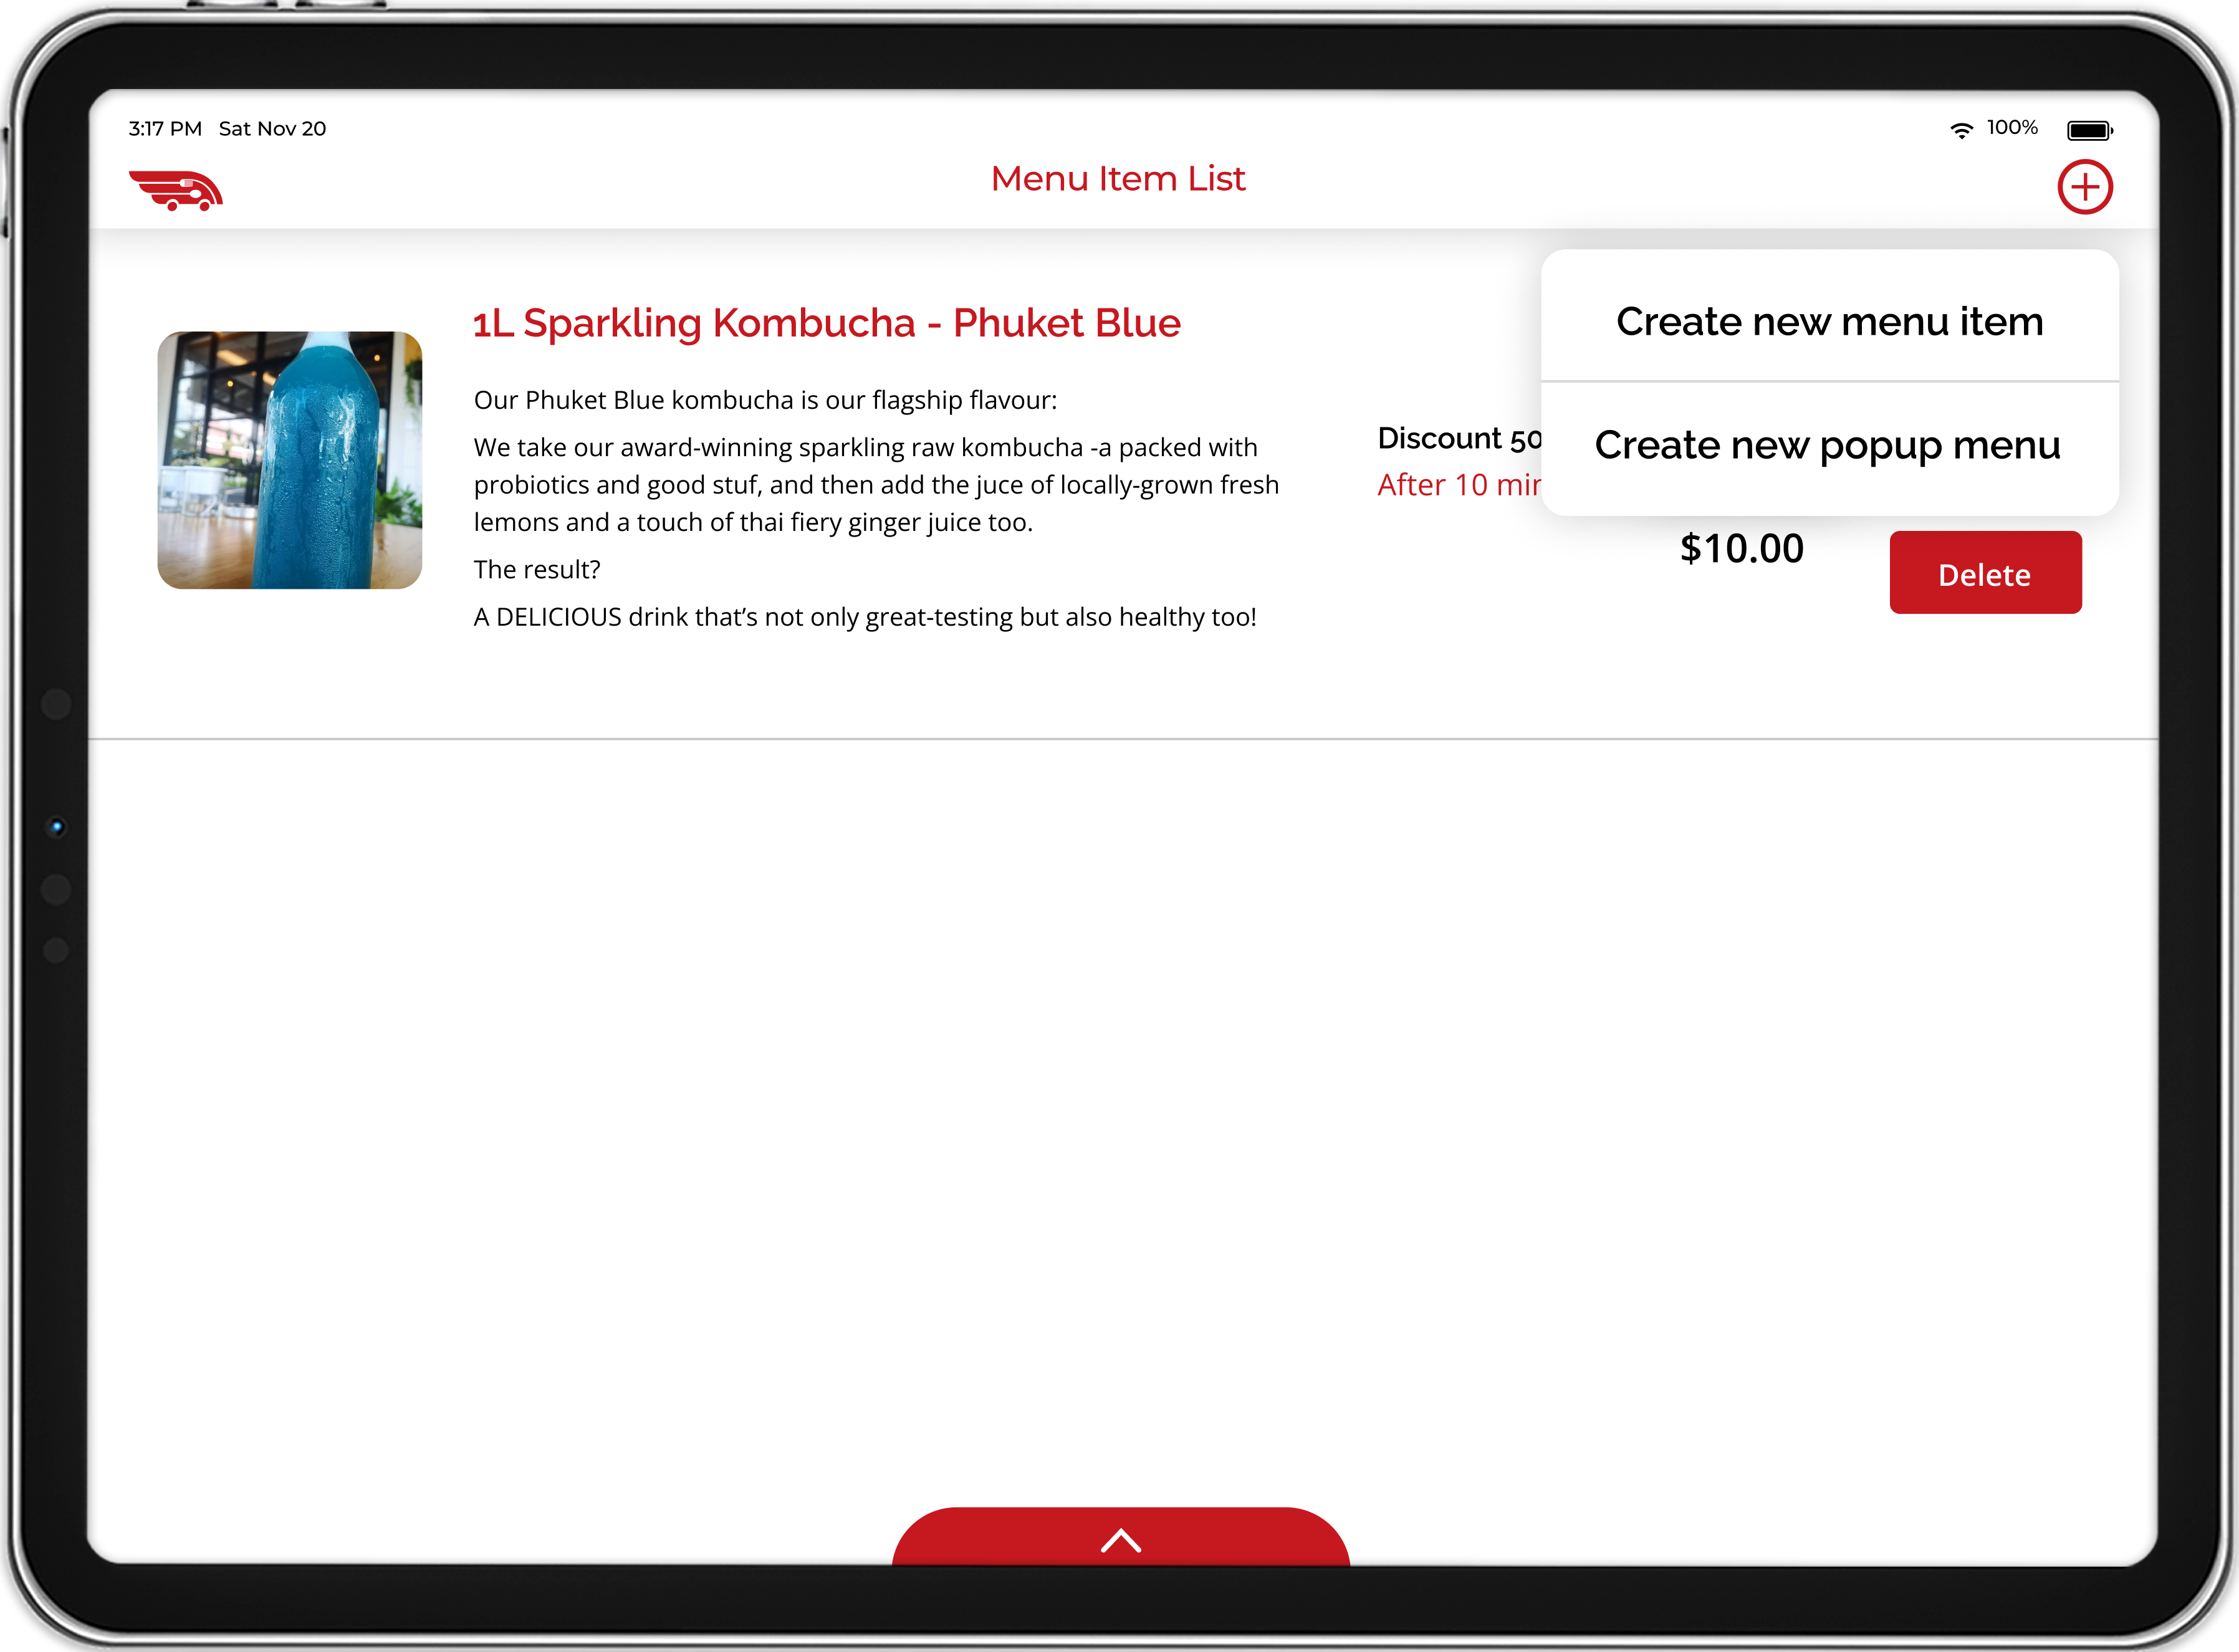 3:17 PM Sat Nov 20
100%
Menu Item List
Create new menu item
Create new popup menu
1L Sparkling Kombucha - Phuket Blue
Our Phuket Blue kombucha is our flagship flavour:
We take our award-winning sparkling raw kombucha -a packed with
probiotics and good stuf, and then add the juce of locally-grown fresh
lemons and a touch of thai fiery ginger juice too.
The result?
A DELICIOUS drink that’s not only great-testing but also healthy too!
Discount 50
After 10 min
$10.00
Delete